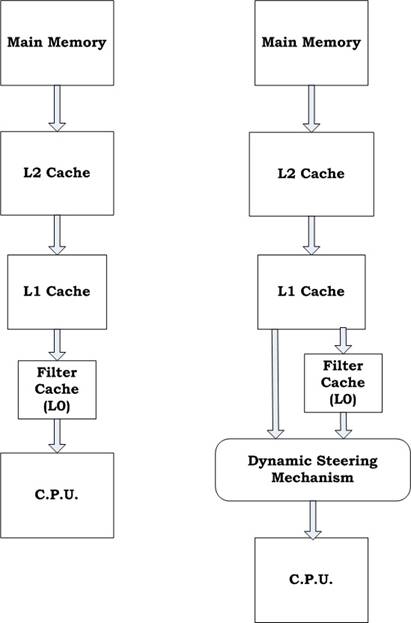 Main Memory
L2 Cache
L1 Cache
Filter
Cache
(L0)
C.P.U.
Main Memory
L2 Cache
L1 Cache
Filter
Cache
(L0)
Dynamic Steering
Mechanism
C.P.U.